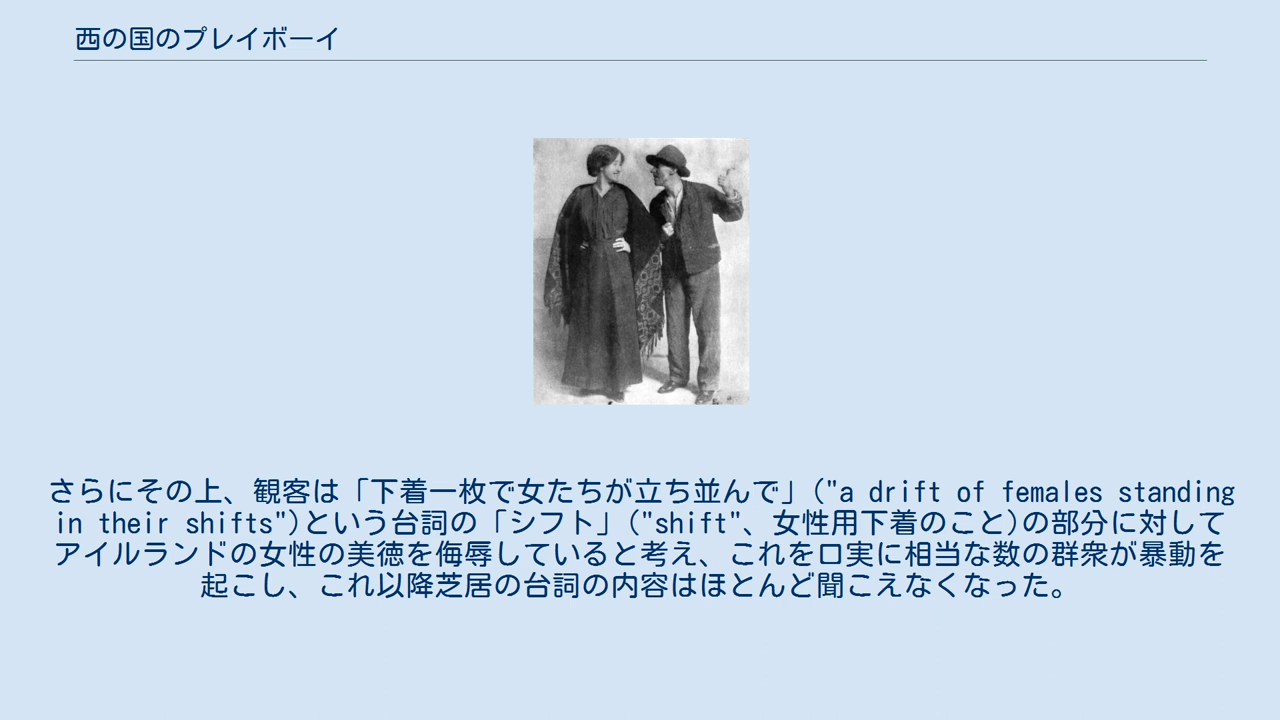 西の国のプレイボーイ
さらにその上、観客は「下着一枚で女たちが立ち並んで」("a drift of females standing
in their shifts")という台詞の「シフト」("shift"、女性用下着のこと)の部分に対して
アイルランドの女性の美徳を侮辱していると考え、これを口実に相当な数の群衆が暴動を
起こし、これ以降芝居の台詞の内容はほとんど聞こえなくなった。